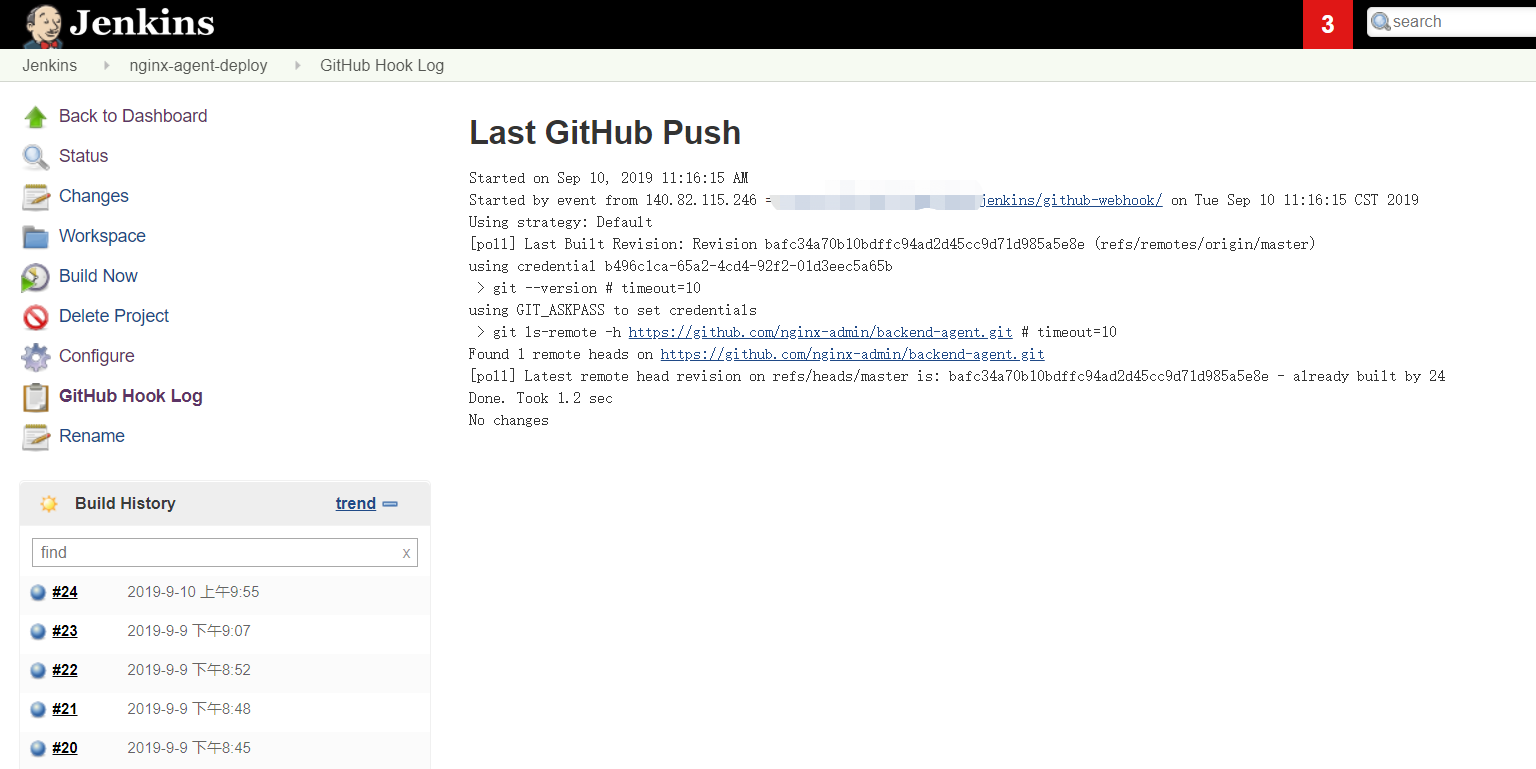 Jenkins
3
search
Jenkins
nginx-agent-deploy
GitHub Hook Log
Back to Dashboard
Status
Changes
Workspace
Build Now
Delete Project
Configure
GitHub Hook Log
Rename
Build History
trend
find
x
#24 2019-9-10 上午9:55
#23 2019-9-9 下午9:07
#22 2019-9-9 下午8:52
#21 2019-9-9 下午8:48
#20 2019-9-9 下午8:45
Last GitHub Push
Started on Sep 10, 2019 11:16:15 AM
Started by event from 140.82.115.246 = jenkins/github-webhook/ on Tue Sep 10 11:16:15 CST 2019
Using strategy: Default
[poll] Last Built Revision: Revision bafc34a70b10bdffc94ad2d45cc9d71d985a5e8e (refs/remotes/origin/master)
using credential b496c1ca-65a2-4cd4-92f2-01d3eec5a65b
> git --version # timeout=10
using GIT_ASKPASS to set credentials
> git ls-remote -h https://github.com/nginx-admin/backend-agent.git # timeout=10
Found 1 remote heads on https://github.com/nginx-admin/backend-agent.git
[poll] Latest remote head revision on refs/heads/master is: bafc34a70b10bdffc94ad2d45cc9d71d985a5e8e - already built by 24
Done. Took 1.2 sec
No changes